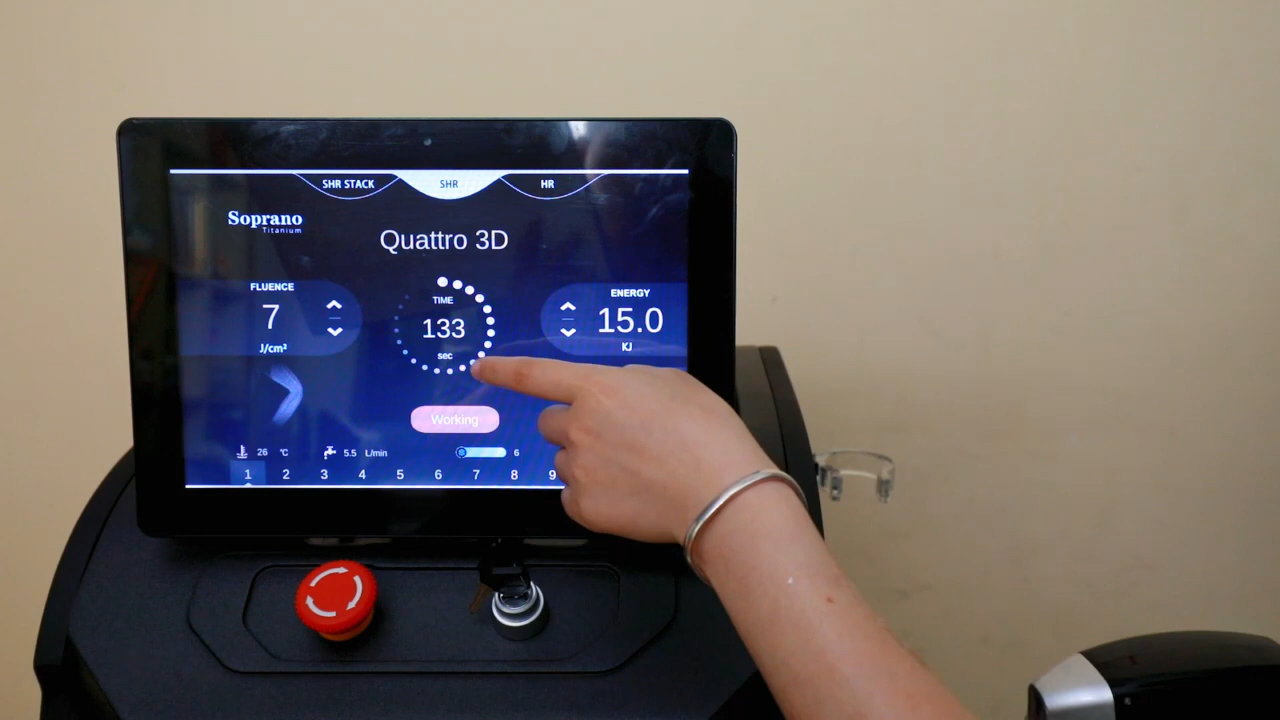 SHR STACK
SHR
HR
Soprano
Titanium
Quattro 3D
FLUENCE
7
J/cm²
TIME
133
sec
ENERGY
15.0
KJ
Working
26 ℃
5.5 L/min
6
1 2 3 4 5 6 7 8 9